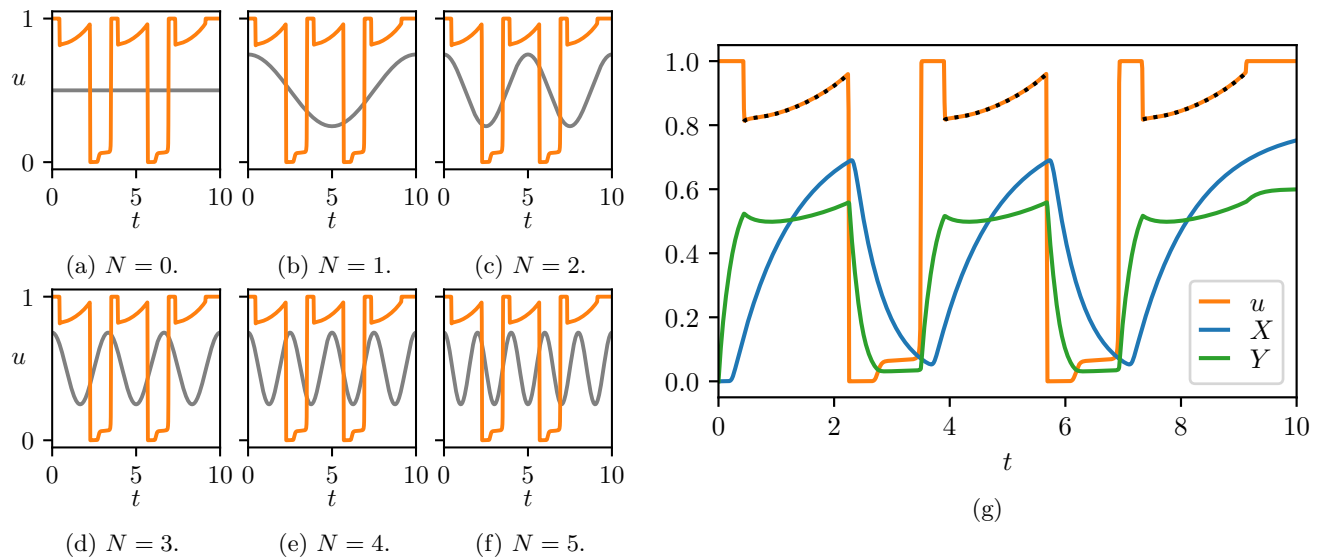 1
u
0
0 5 10
t
0 5 10
t
0 5 10
t
(a) N = 0.
(b) N = 1.
(c) N = 2.
1
u
0
0 5 10
t
0 5 10
t
0 5 10
t
(d) N = 3.
(e) N = 4.
(f) N = 5.
1.0
0.8
0.6
0.4
0.2
0.0
u
X
Y
0 2 4 6 8 10
t
(g)